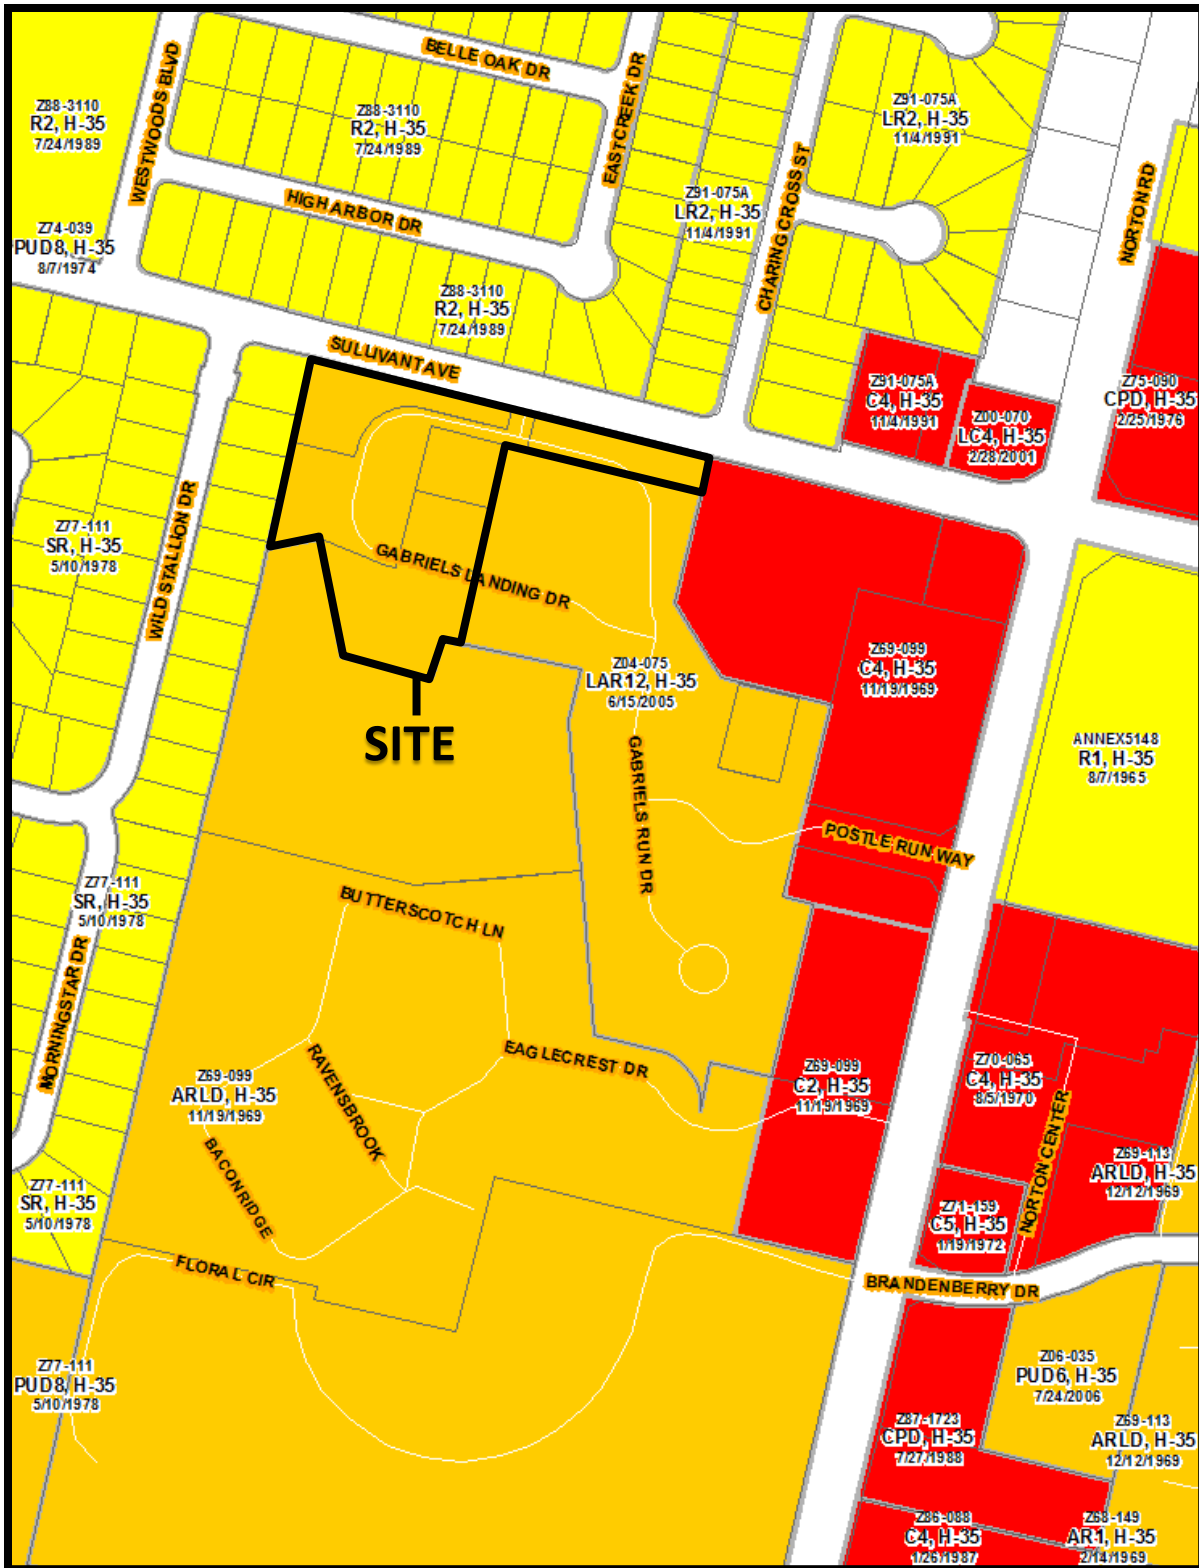 BELLE OAK DR
WESTWOODS BLVD
EASTCREEK DR
Z88-3110
R2, H-35
7/24/1989
Z88-3110
R2, H-35
7/24/1989
Z91-075A
LR2, H-35
11/4/1991
CHARING CROSS ST
NORTON RD
HIGH ARBOR DR
Z91-075A
LR2, H-35
11/4/1991
Z74-039
PUD8, H-35
8/7/1974
Z88-3110
R2, H-35
7/24/1989
SULLIVANT AVE
Z91-075A
C4, H-35
11/4/1991
Z00-070
LC4, H-35
2/28/2001
Z75-090
CPD, H-35
2/25/1976
WILD STALLION DR
Z77-111
SR, H-35
5/10/1978
GABRIELS LANDING DR
Z04-075
LAR12, H-35
6/15/2005
Z69-099
C4, H-35
11/19/1969
SITE
ANNEX5148
R1, H-35
8/7/1965
GABRIELS RUN DR
POSTLE RUN WAY
Z77-111
SR, H-35
5/10/1978
BUTTERSCOTCH LN
MORNINGSTAR DR
EAGLECREST DR
RAVENSBROOK
Z69-099
ARLD, H-35
11/19/1969
Z69-099
C2, H-35
11/19/1969
Z70-065
C4, H-35
8/5/1970
NORTON CENTER
BACONRIDGE
Z69-113
ARLD, H-35
12/12/1969
Z77-111
SR, H-35
5/10/1978
Z71-159
C5, H-35
1/19/1972
FLORAL CIR
BRANDENBERRY DR
Z77-111
PUD8, H-35
5/10/1978
Z06-035
PUD6, H-35
7/24/2006
Z87-1723
CPD, H-35
7/27/1988
Z69-113
ARLD, H-35
12/12/1969
Z86-088
C4, H-35
1/26/1987
Z68-149
AR1, H-35
2/14/1969